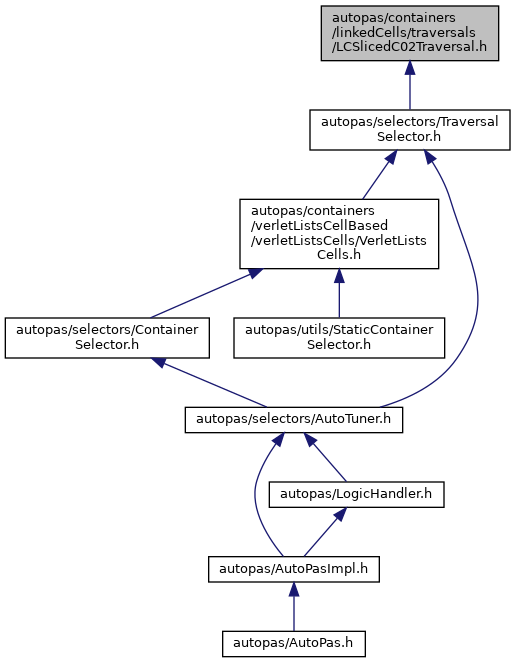 autopas/containers
/linkedCells/traversals
/LCSlicedC02Traversal.h
autopas/selectors/Traversal
Selector.h
autopas/containers
/verletListsCellBased
/verletListsCells/VerletLists
Cells.h
autopas/selectors/Container
Selector.h
autopas/utils/StaticContainer
Selector.h
autopas/selectors/AutoTuner.h
autopas/LogicHandler.h
autopas/AutoPasImpl.h
autopas/AutoPas.h